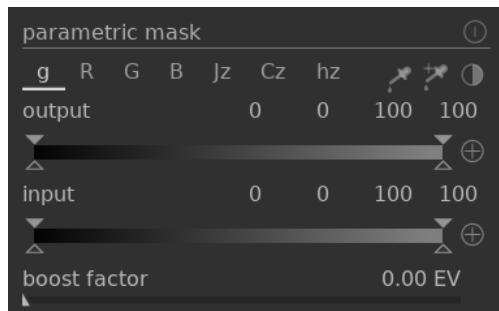 parametric mask
g R G B Jz Cz hz
output 0 0 100 100
input 0 0 100 100
boost factor 0.00 EV